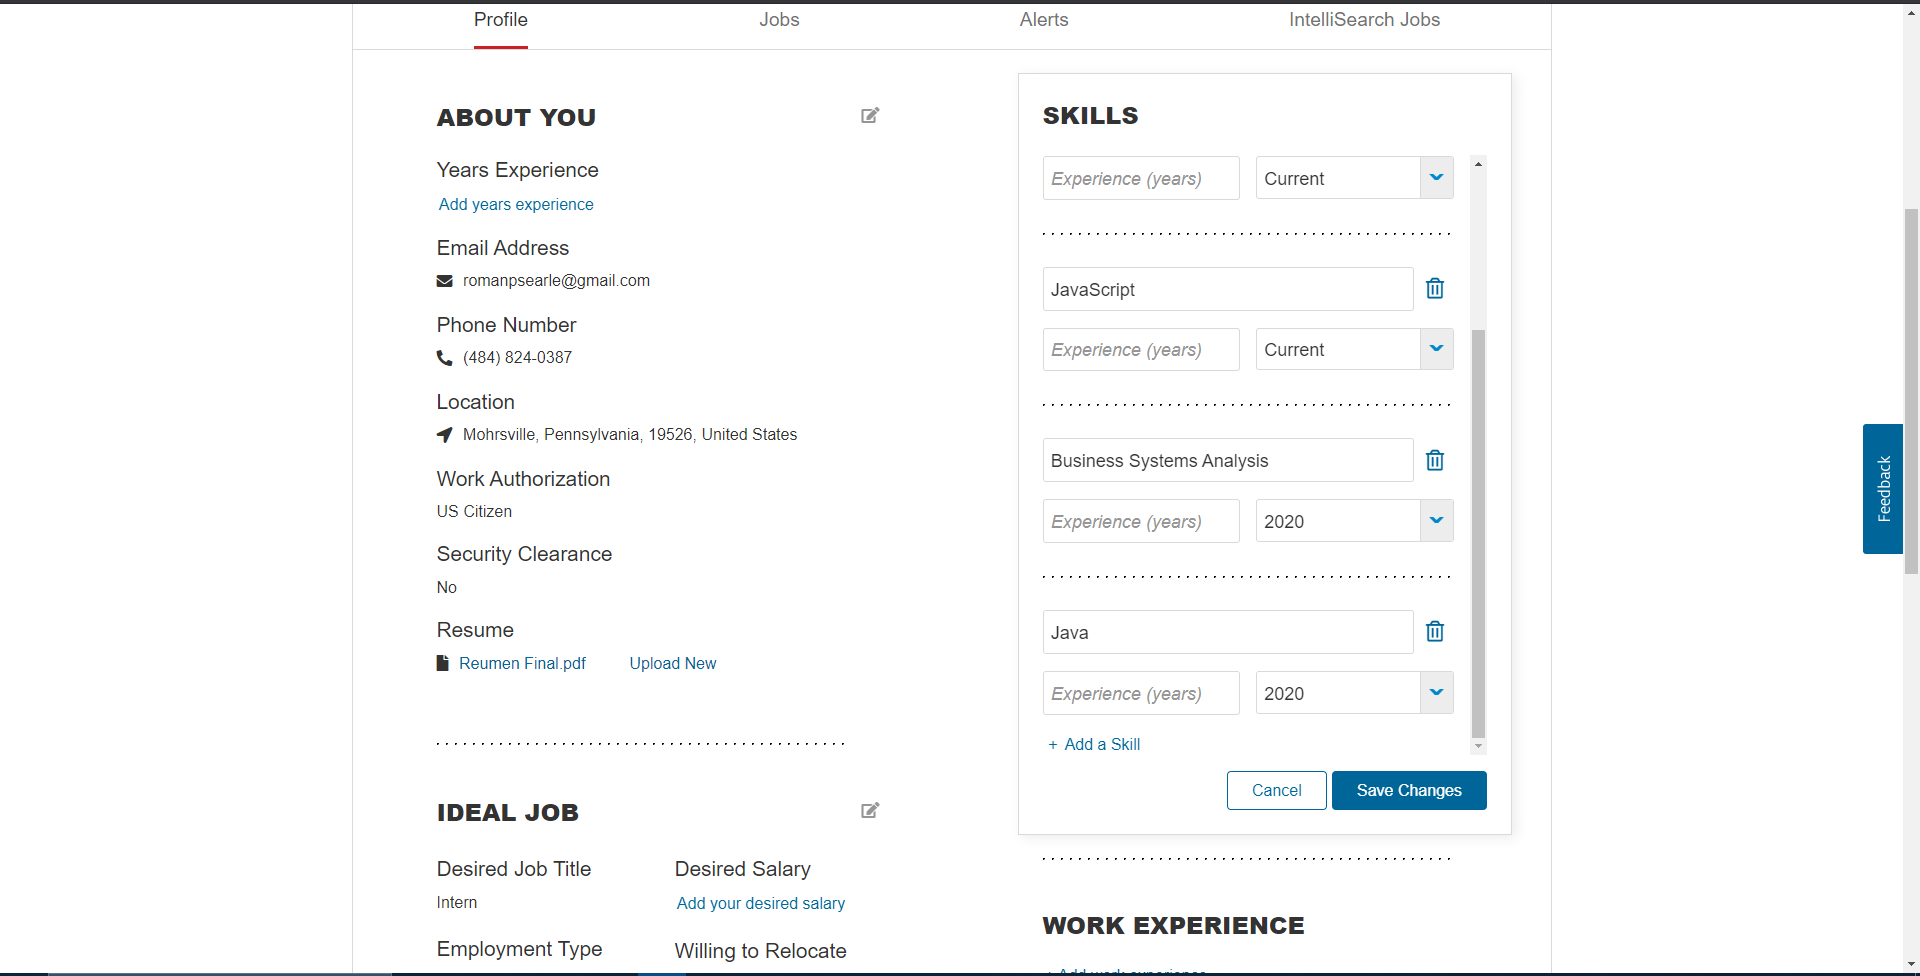 Profile
Jobs
Alerts
IntelliSearch Jobs
ABOUT YOU
Years Experience
Add years experience
Email Address
romanpsearle@gmail.com
Phone Number
(484) 824-0387
Location
Mohrsville, Pennsylvania, 19526, United States
Work Authorization
US Citizen
Security Clearance
No
Resume
Reumen Final.pdf
Upload New
IDEAL JOB
Desired Job Title
Intern
Desired Salary
Add your desired salary
Employment Type
Willing to Relocate
SKILLS
Experience (years)
Current
JavaScript
Experience (years)
Current
Business Systems Analysis
Experience (years)
2020
Java
Experience (years)
2020
+ Add a Skill
Cancel
Save Changes
WORK EXPERIENCE
+ Add work experience
Feedback